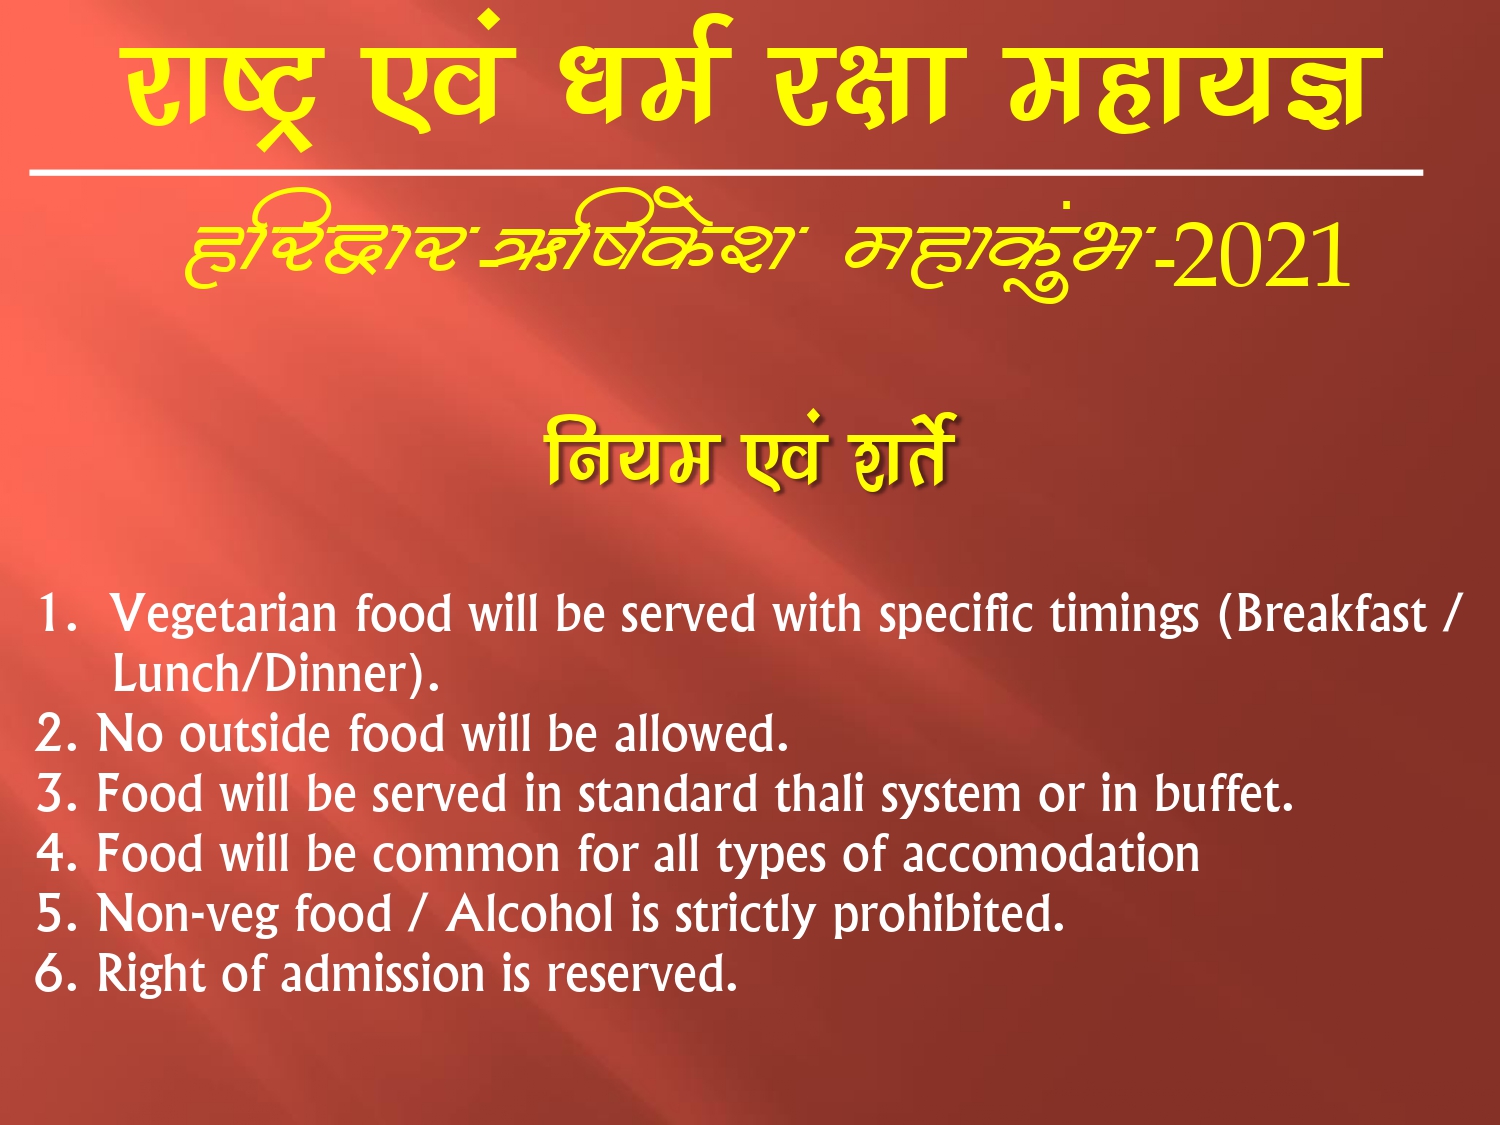 राष्ट्र एवं धर्म रक्षा महायज्ञ
हरिद्वार-ऋषिकेश महाकुंभ-2021
नियम एवं शर्ते
1. Vegetarian food will be served with specific timings (Breakfast /
Lunch/Dinner).
2. No outside food will be allowed.
3. Food will be served in standard thali system or in buffet.
4. Food will be common for all types of accomodation
5. Non-veg food / Alcohol is strictly prohibited.
6. Right of admission is reserved.